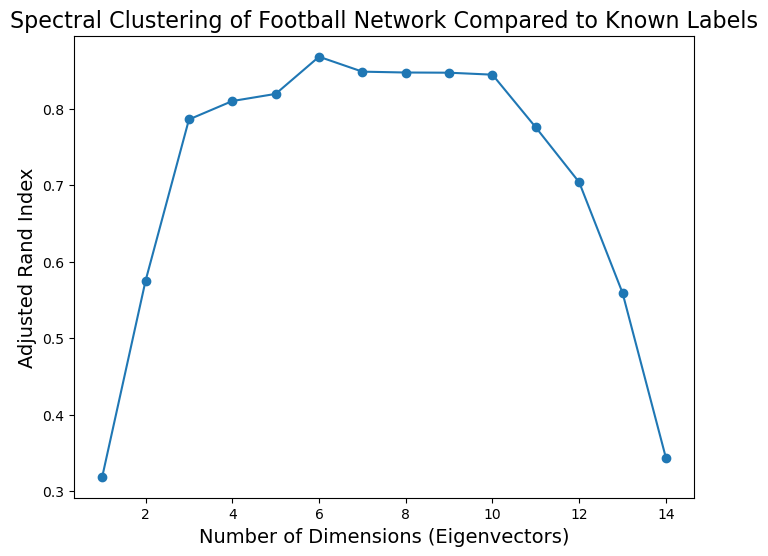 Spectral Clustering of Football Network Compared to Known Labels
Adjusted Rand Index
0.8
0.7
0.6
0.5
0.4
0.3
2 4 6 8 10 12 14
Number of Dimensions (Eigenvectors)